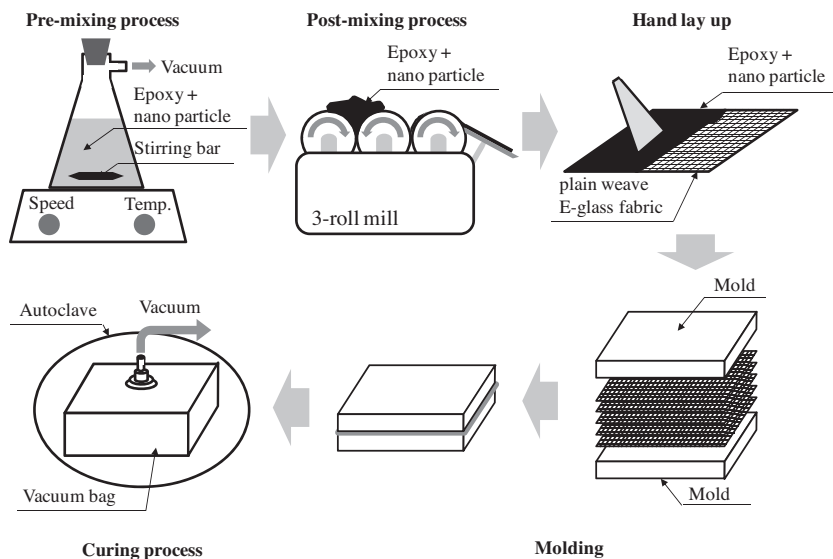 Pre-mixing process
Vacuum
Epoxy +
nano particle
Stirring bar
Speed
Temp.
Post-mixing process
Epoxy +
nano particle
3-roll mill
Hand lay up
Epoxy +
nano particle
plain weave
E-glass fabric
Mold
Mold
Molding
Autoclave
Vacuum
Vacuum bag
Curing process